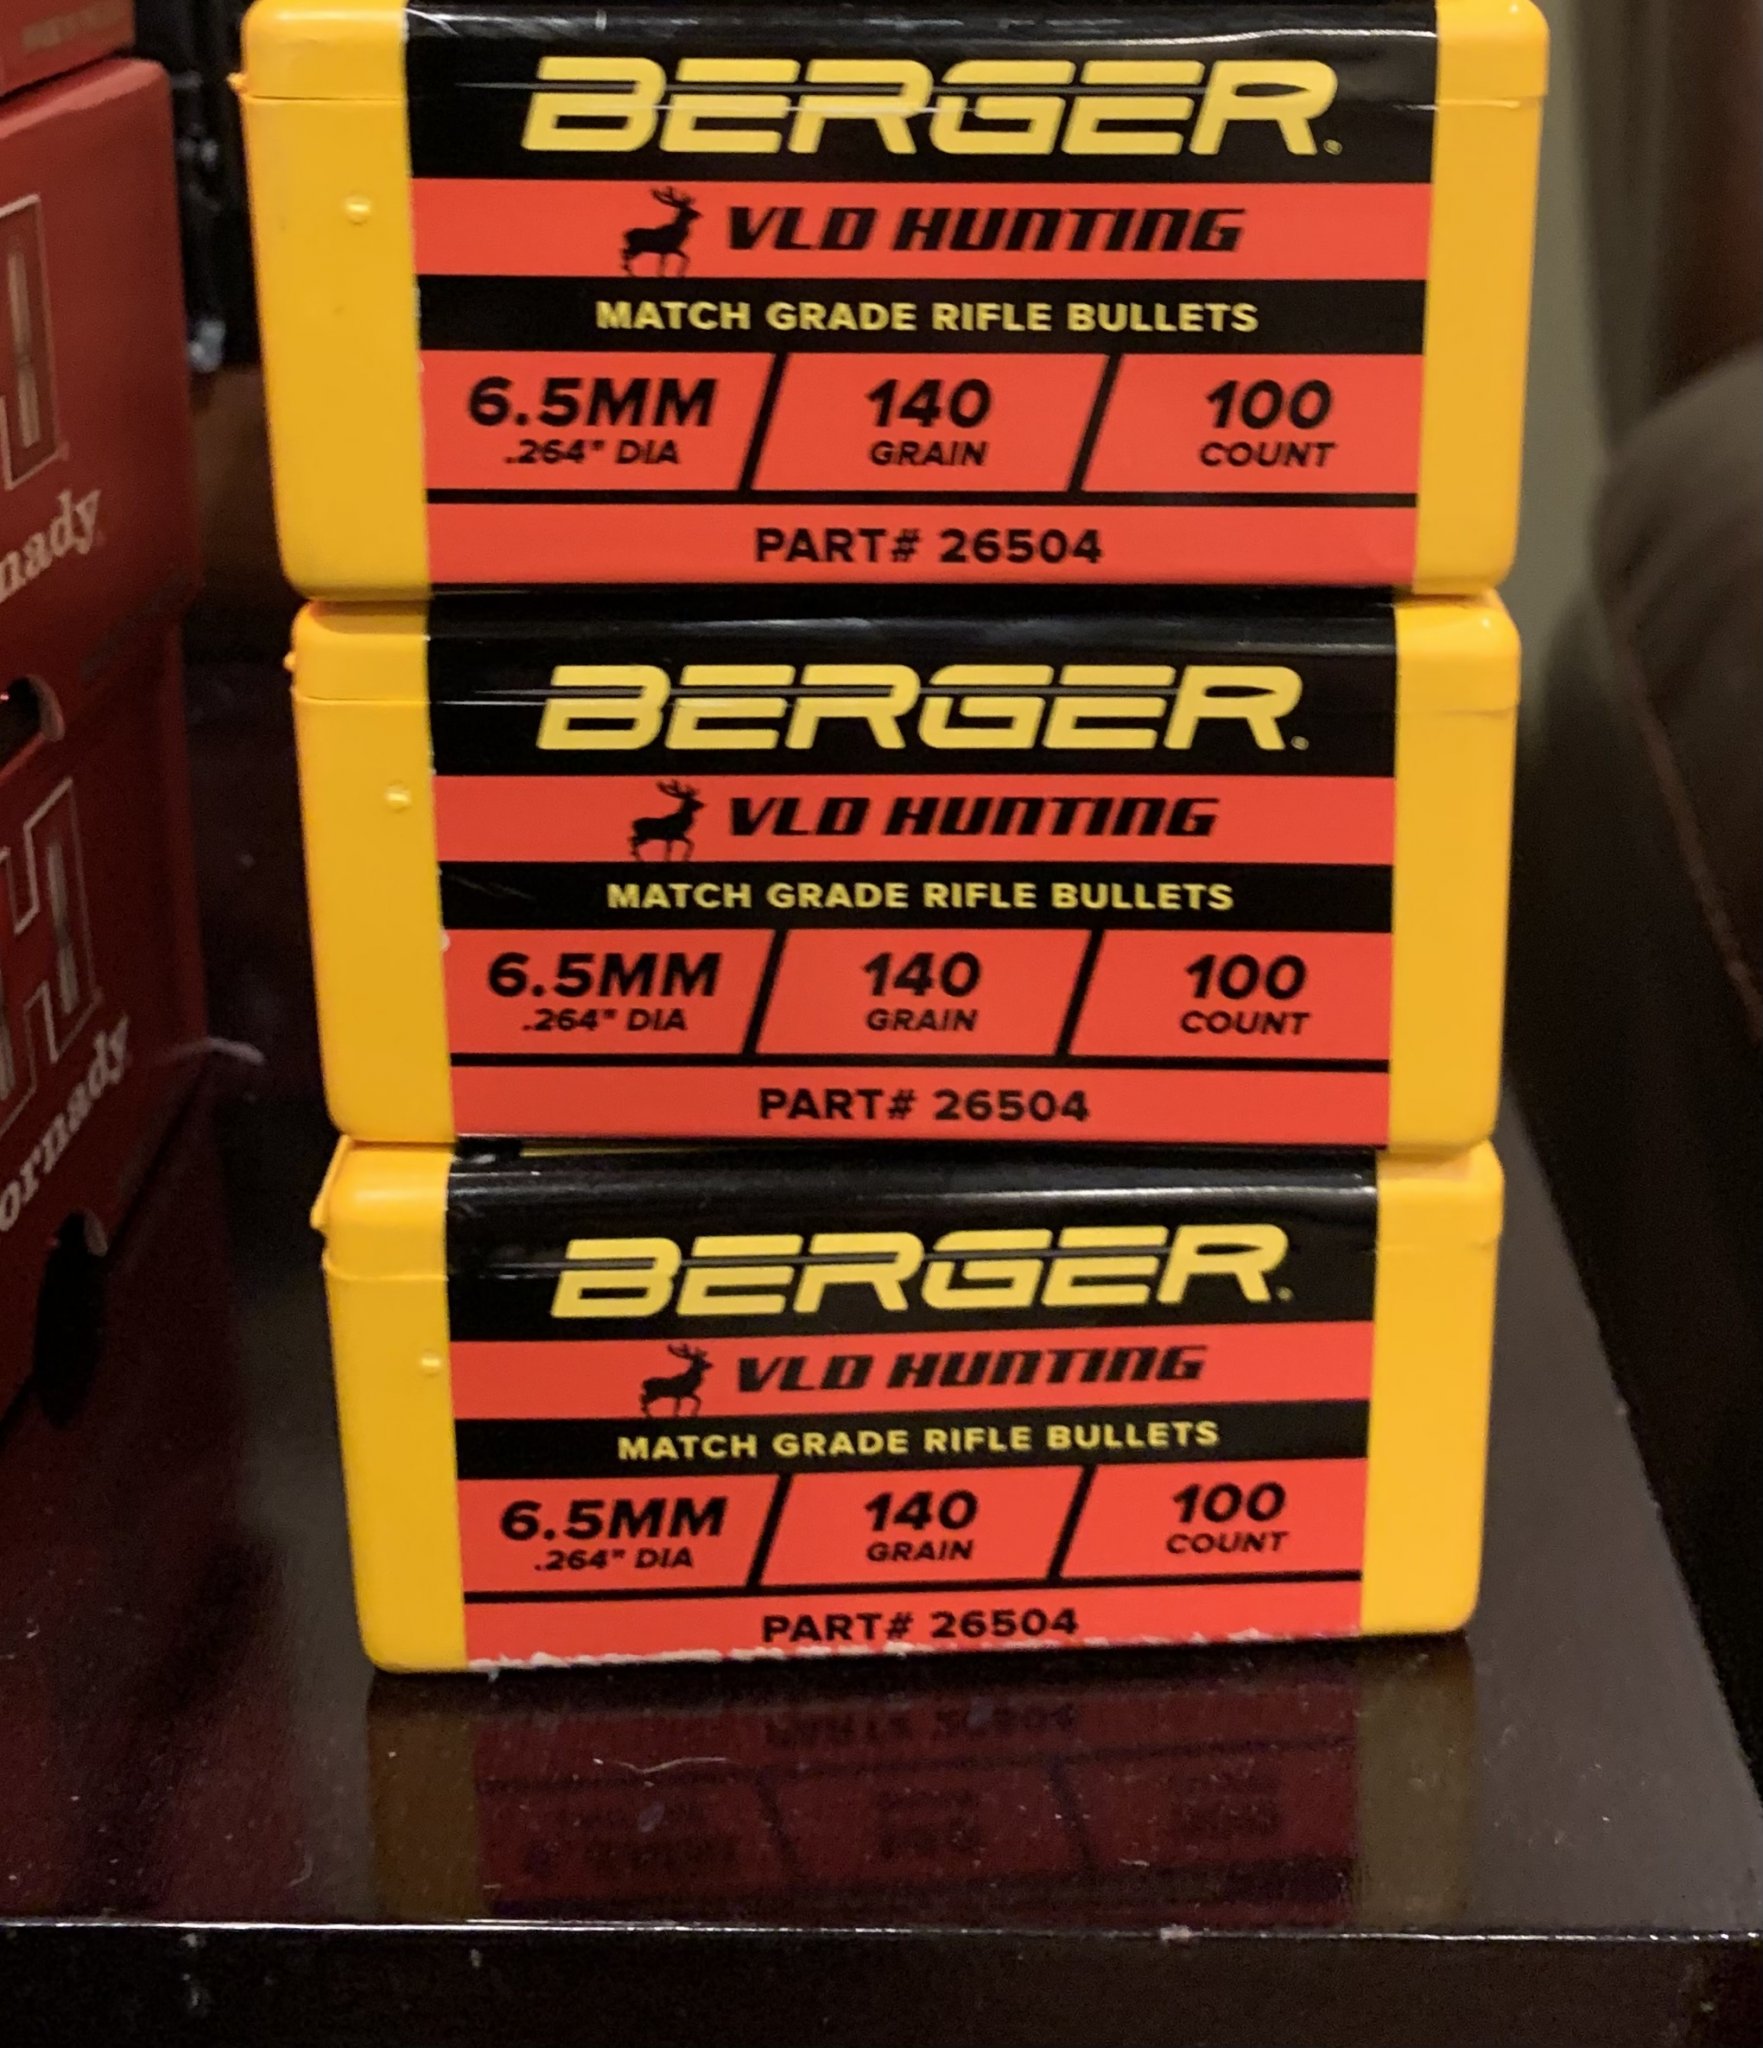 BERGER.
VLD HUNTING
MATCH GRADE RIFLE BULLETS
6.5MM 140 100
.264" DIA GRAIN COUNT
PART# 26504
BERGER.
VLD HUNTING
MATCH GRADE RIFLE BULLETS
6.5MM 140 100
.264" DIA GRAIN COUNT
PART# 26504
BERGER.
VLD HUNTING
MATCH GRADE RIFLE BULLETS
6.5MM 140 100
.264" DIA GRAIN COUNT
PART# 26504
nady
ornady